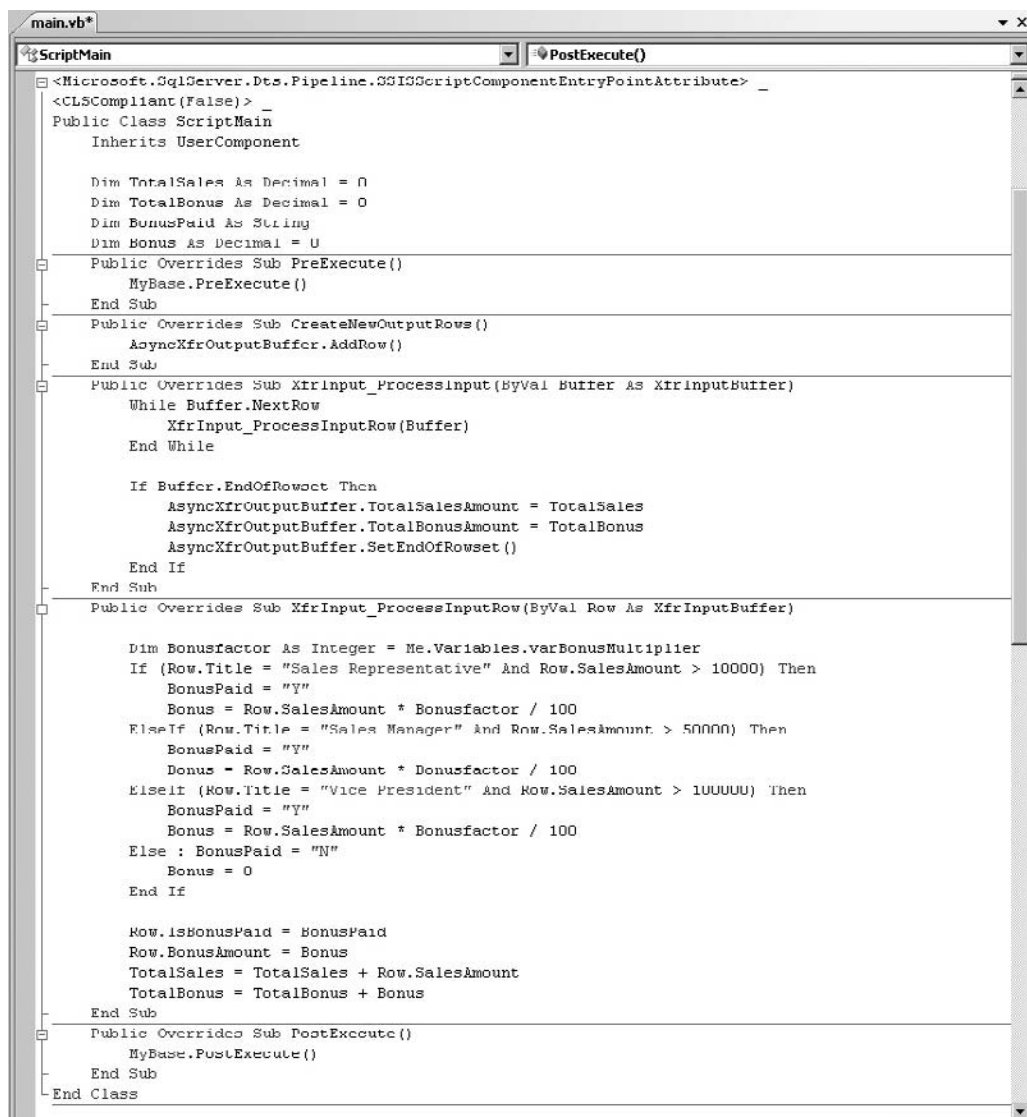 main.vb*
ScriptMain
PostExecute()
<Microsoft.SqlServer.Dts.Pipeline.SSISScriptComponentEntryPointAttribute> _
<CLSCompliant(False)> _
Public Class ScriptMain
    Inherits UserComponent
    Dim TotalSales As Decimal = 0
    Dim TotalBonus As Decimal = 0
    Dim BonusPaid As String
    Dim Bonus As Decimal = 0
    Public Overrides Sub PreExecute()
        MyBase.PreExecute()
    End Sub
    Public Overrides Sub CreateNewOutputRows()
        AsyncXfrOutputBuffer.AddRow()
    End Sub
    Public Overrides Sub XfrInput_ProcessInput(ByVal Buffer As XfrInputBuffer)
        While Buffer.NextRow
            XfrInput_ProcessInputRow(Buffer)
        End While
        If Buffer.EndOfRowset Then
            AsyncXfrOutputBuffer.TotalSalesAmount = TotalSales
            AsyncXfrOutputBuffer.TotalBonusAmount = TotalBonus
            AsyncXfrOutputBuffer.SetEndOfRowset()
        End If
    End Sub
    Public Overrides Sub XfrInput_ProcessInputRow(ByVal Row As XfrInputBuffer)
        Dim Bonusfactor As Integer = Me.Variables.varBonusMultiplier
        If (Row.Title = "Sales Representative" And Row.SalesAmount > 10000) Then
            BonusPaid = "Y"
            Bonus = Row.SalesAmount * Bonusfactor / 100
        ElseIf (Row.Title = "Sales Manager" And Row.SalesAmount > 50000) Then
            BonusPaid = "Y"
            Bonus = Row.SalesAmount * Bonusfactor / 100
        ElseIf (Row.Title = "Vice President" And Row.SalesAmount > 100000) Then
            BonusPaid = "Y"
            Bonus = Row.SalesAmount * Bonusfactor / 100
        Else : BonusPaid = "N"
            Bonus = 0
        End If
        Row.IsBonusPaid = BonusPaid
        Row.BonusAmount = Bonus
        TotalSales = TotalSales + Row.SalesAmount
        TotalBonus = TotalBonus + Bonus
    End Sub
    Public Overrides Sub PostExecute()
        MyBase.PostExecute()
    End Sub
End Class